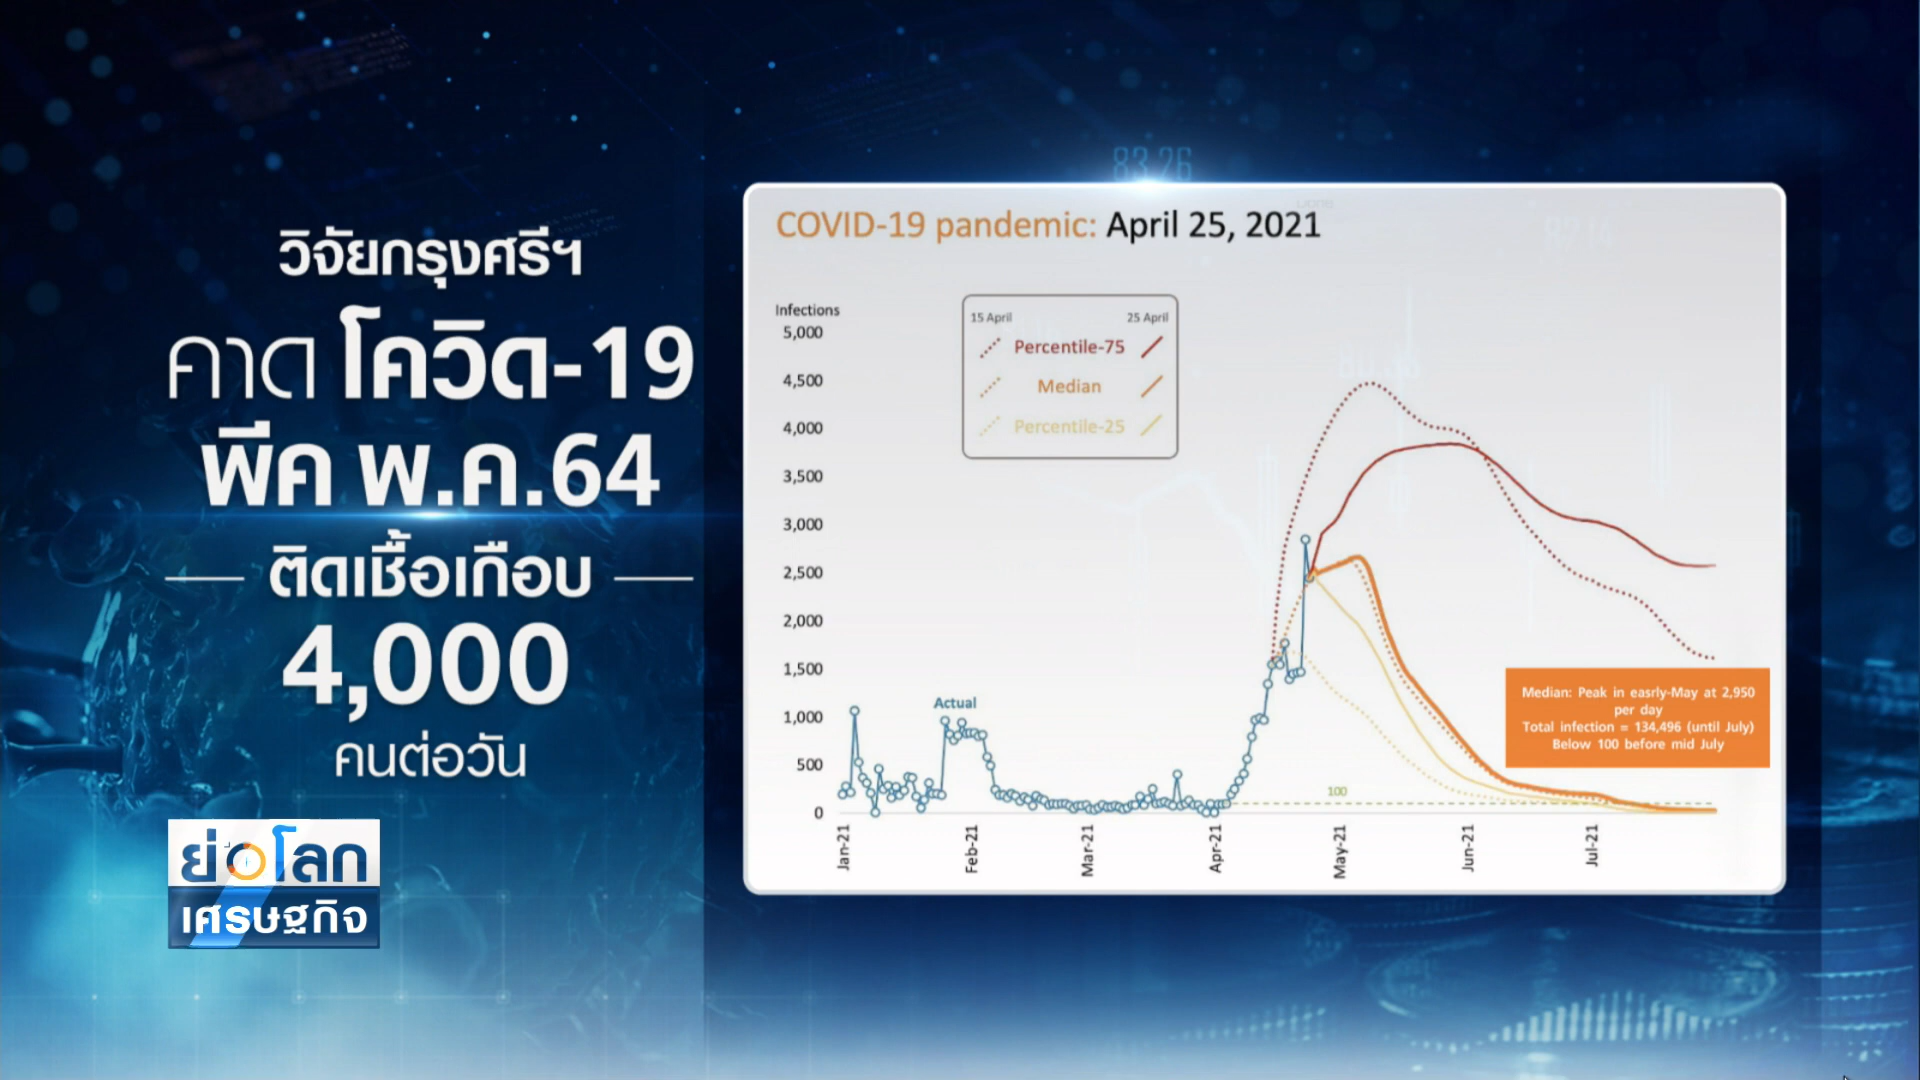 วิจัยกรุงศรีฯ
คาด โควิด-19
พีค พ.ค.64
ติดเชื้อเกือบ
4,000
คนต่อวัน
ย่อโลก
เศรษฐกิจ
83.26
COVID-19 pandemic: April 25, 2021
Infections
5,000
4,500
4,000
3,500
3,000
2,500
2,000
1,500
1,000
500
0
15 April 25 April
Percentile-75
Median
Percentile-25
Actual
100
Median: Peak in easrly-May at 2,950
per day
Total infection = 134,496 (until July)
Below 100 before mid July
Jan-21
Feb-21
Mar-21
Apr-21
May-21
Jun-21
Jul-21